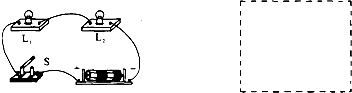 L₁ L₂
S
+ −